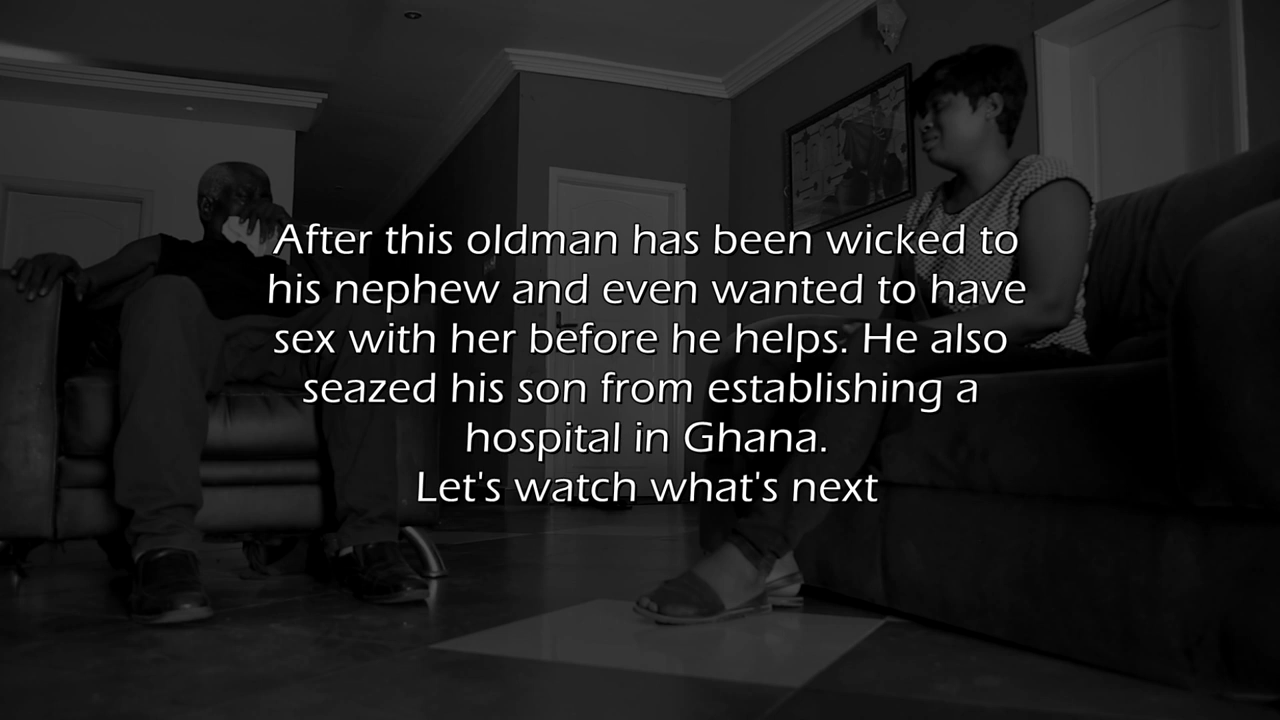 After this oldman has been wicked to
his nephew and even wanted to have
sex with her before he helps. He also
seazed his son from establishing a
hospital in Ghana.
Let's watch what's next